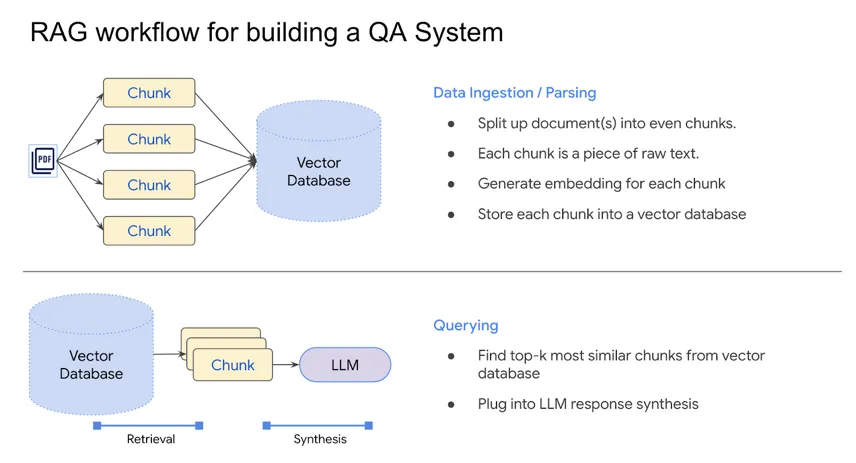 RAG workflow for building a QA System
Chunk
Chunk
Chunk
Chunk
PDF
Vector
Database
Data Ingestion / Parsing
● Split up document(s) into even chunks.
● Each chunk is a piece of raw text.
● Generate embedding for each chunk
● Store each chunk into a vector database
Vector
Database
Chunk
LLM
Retrieval
Synthesis
Querying
● Find top-k most similar chunks from vector
database
● Plug into LLM response synthesis